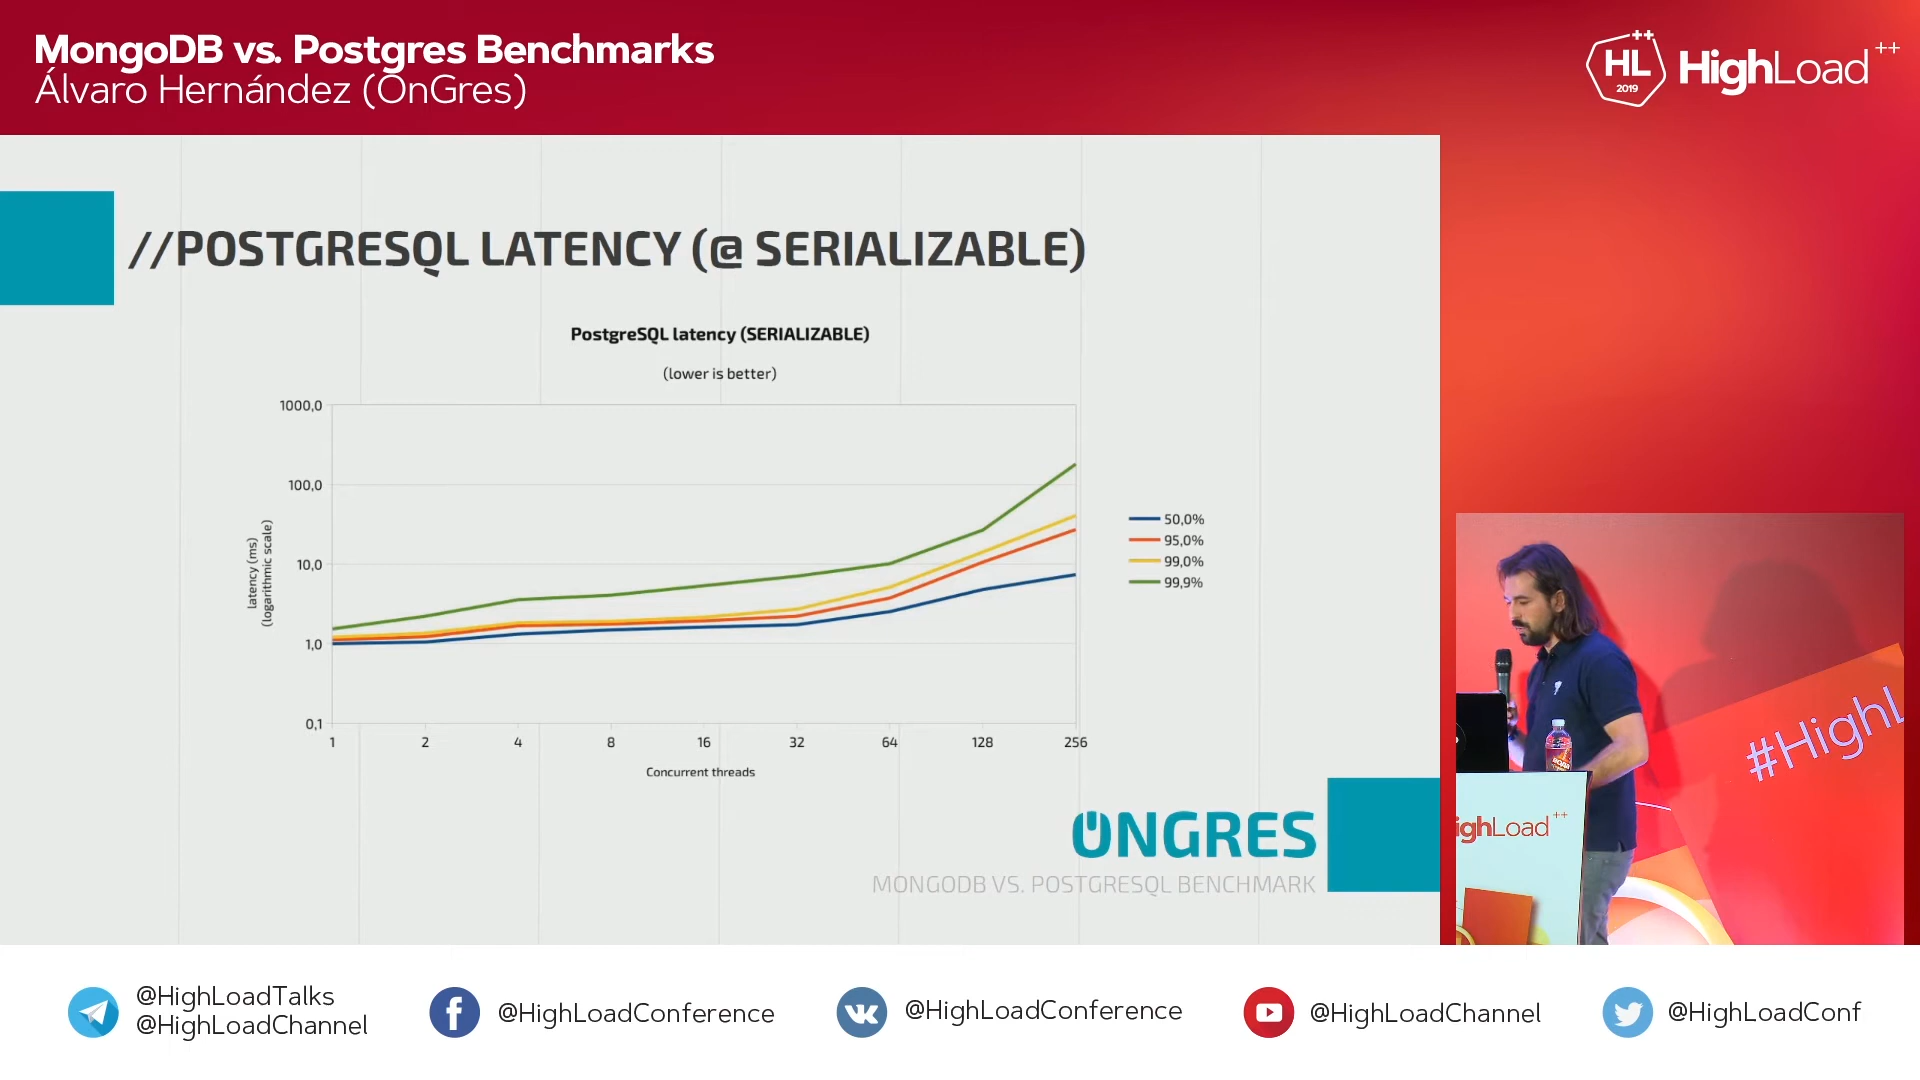 MongoDB vs. Postgres Benchmarks
Álvaro Hernández (OnGres)
HL
2019
HighLoad++
//POSTGRESQL LATENCY (@ SERIALIZABLE)
PostgreSQL latency (SERIALIZABLE)
(lower is better)
latency (ms)
(logarithmic scale)
1000,0
100,0
10,0
1,0
0,1
1 2 4 8 16 32 64 128 256
Concurrent threads
50,0%
95,0%
99,0%
99,9%
ONGRES
MONGODB VS. POSTGRESQL BENCHMARK
#HighL
ighLoad++
@HighLoadTalks
@HighLoadChannel
@HighLoadConference
@HighLoadConference
@HighLoadChannel
@HighLoadConf